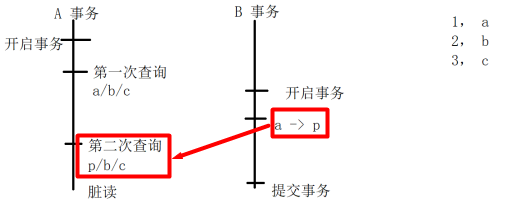 A 事务
开启事务
第一次查询
a/b/c
第二次查询
p/b/c
脏读
B 事务
开启事务
a -> p
提交事务
1, a
2, b
3, c